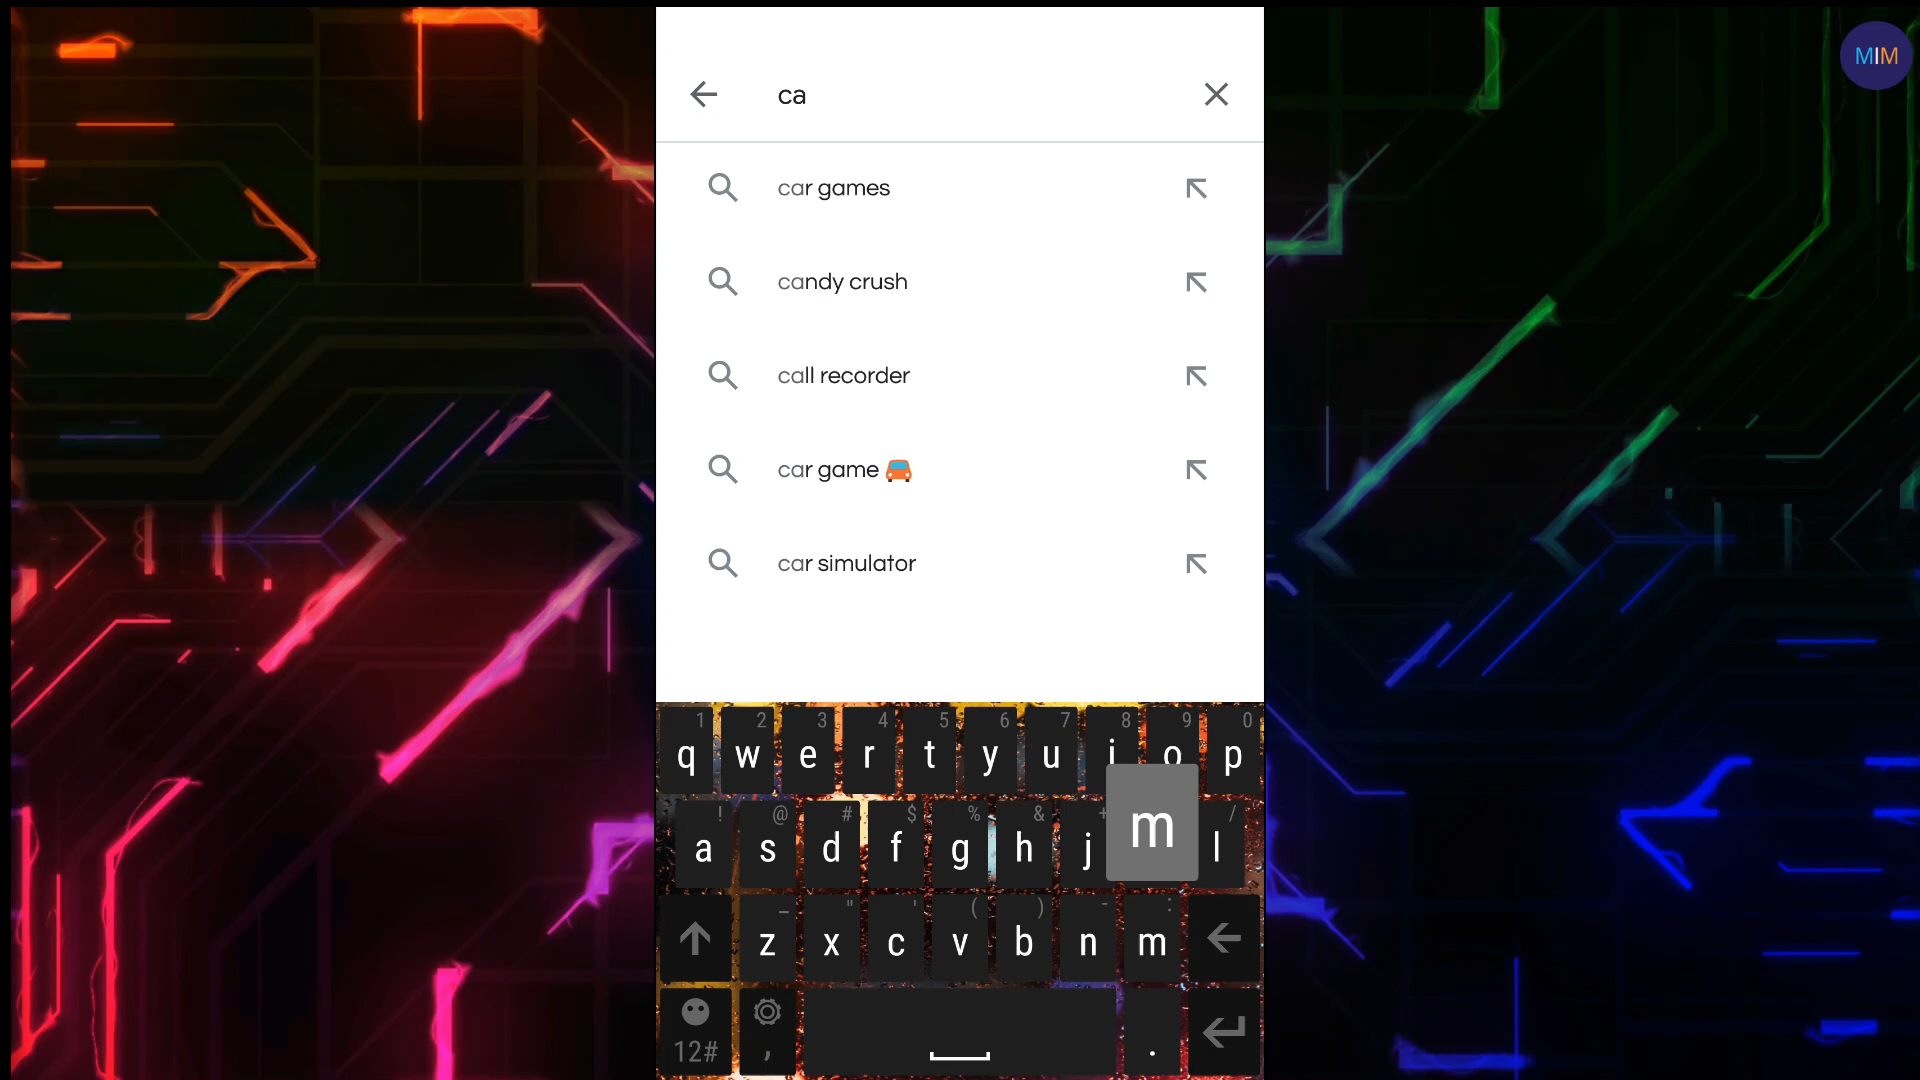 MIM
ca
car games
candy crush
call recorder
car game 🚘
car simulator
1 2 3 4 5 6 7 8 9 0
q w e r t y u i o p
! @ # $ % & + /
a s d f g h j m l
_ " ' ( ) - :
z x c v b n m
12# , .